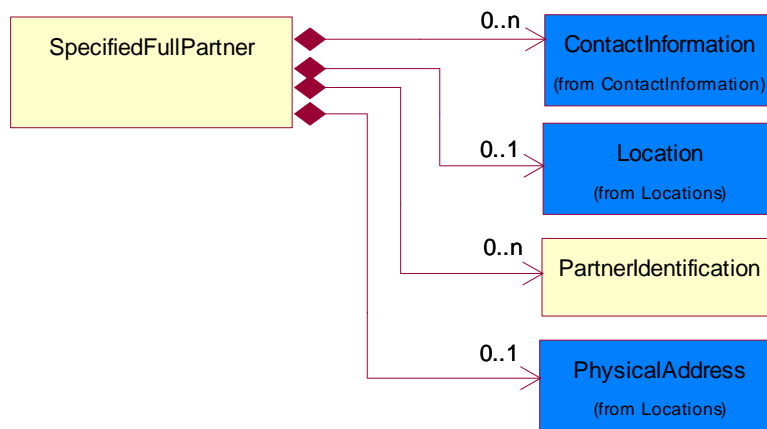 SpecifiedFullPartner
0..n
ContactInformation
(from ContactInformation)
0..1
Location
(from Locations)
0..n
PartnerIdentification
0..1
PhysicalAddress
(from Locations)